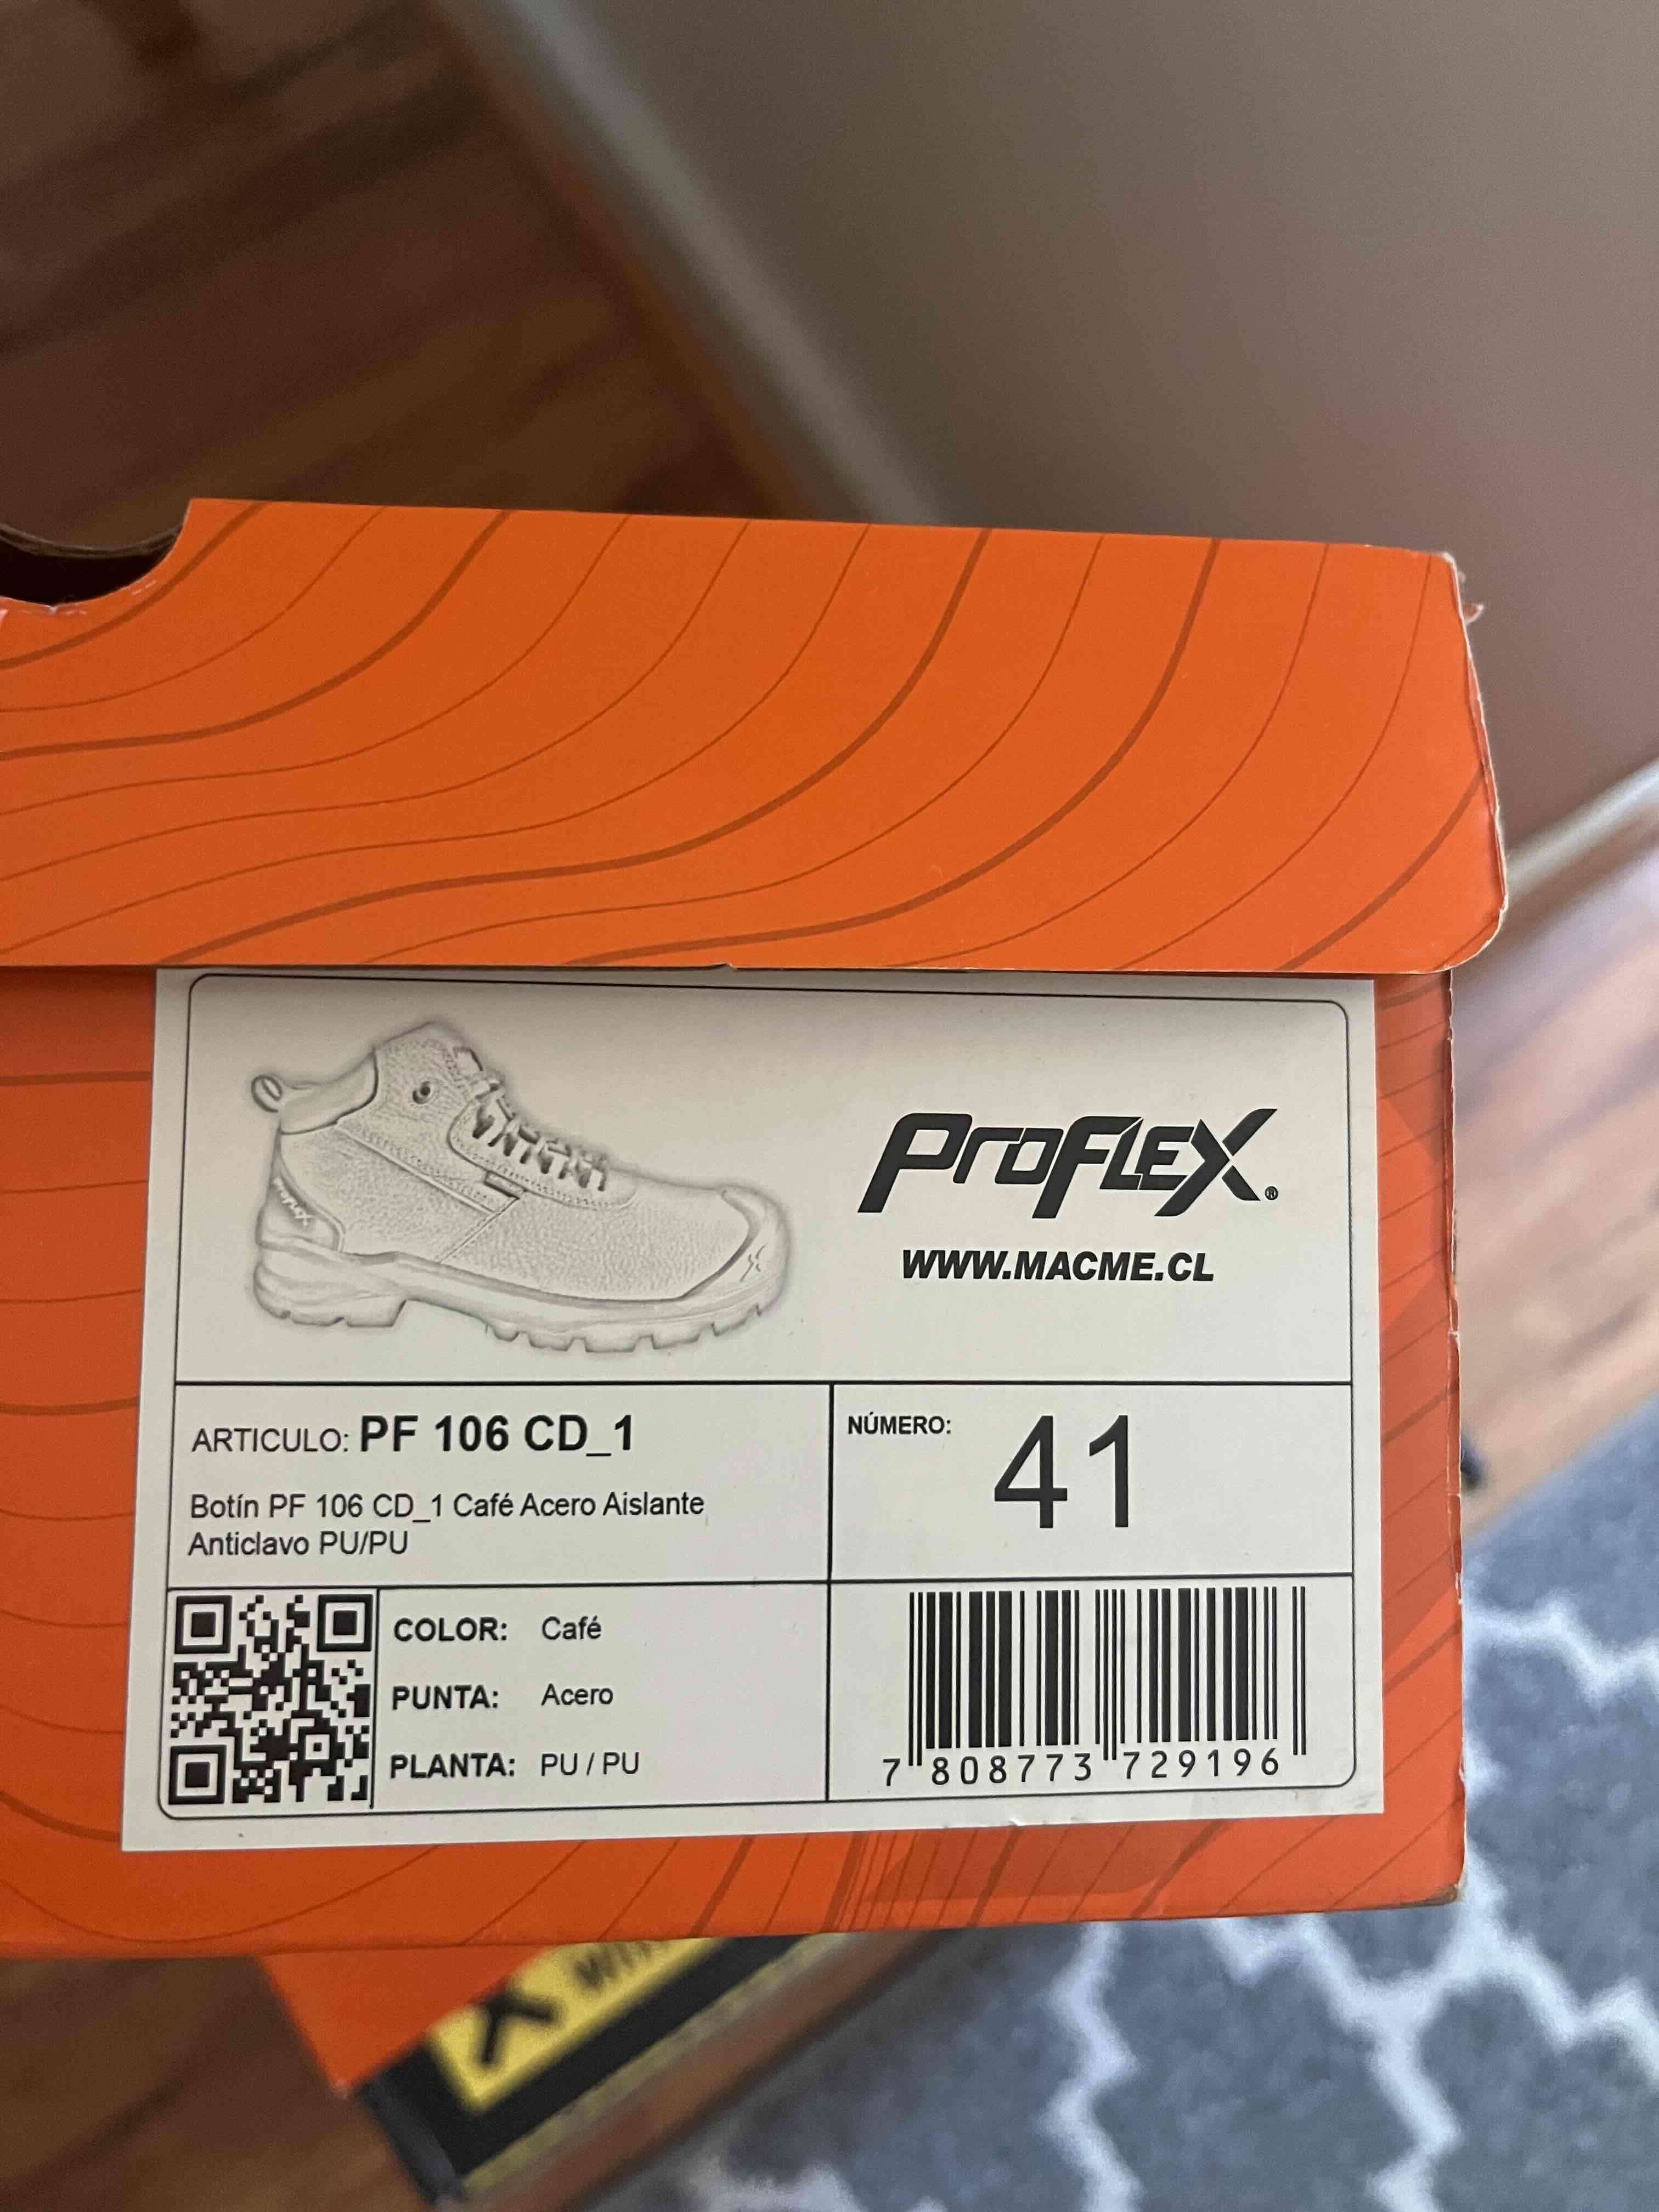 ProFLEX
ProFLEX®
WWW.MACME.CL
ARTICULO: PF 106 CD_1
Botín PF 106 CD_1 Café Acero Aislante
Anticlavo PU/PU
NÚMERO:
41
COLOR: Café
PUNTA: Acero
PLANTA: PU / PU
7 808773 729196